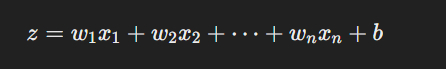 z = w₁x₁ + w₂x₂ + ⋯ + wₙxₙ + b